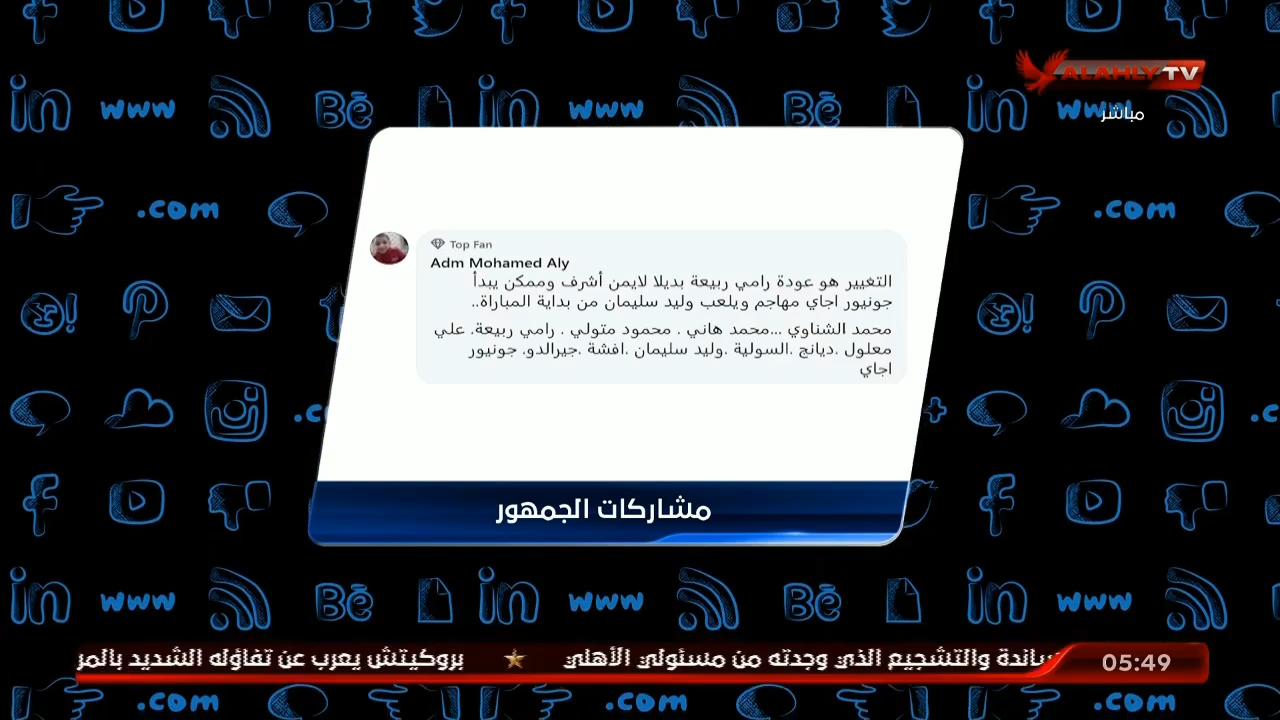 ALAHLY TV
مباشر
Top Fan
Adm Mohamed Aly
التغيير هو عودة رامي ربيعة بديلا لايمن أشرف وممكن يبدأ
جونيور اجاي مهاجم ويلعب وليد سليمان من بداية المباراة..
محمد الشناوي ...محمد هاني . محمود متولي . رامي ربيعة. علي
معلول .ديانج .السولية .وليد سليمان .افشة .جيرالدو. جونيور
اجاي
مشاركات الجمهور
ساندة والتشجيع الذي وجدته من مسئولي الأهلي ★ بروكيتش يعرب عن تفاؤله الشديد بالمر
05:49